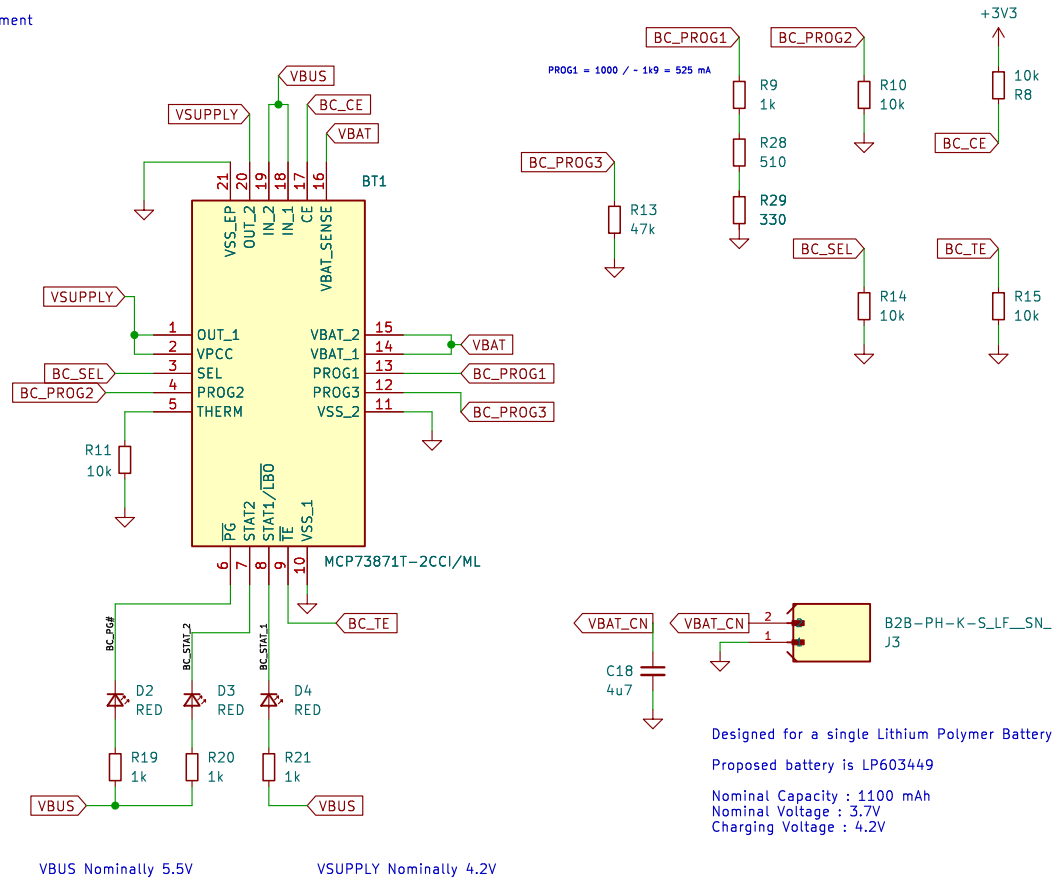 ment
+3V3
BC_PROG1
BC_PROG2
PROG1 = 1000 / - 1k9 = 525 mA
VBUS
BC_CE
VSUPPLY
VBAT
R9
1k
R10
10k
10k
R8
R28
510
BC_CE
BC_PROG3
R29
330
R13
47k
BC_SEL
BC_TE
R14
10k
R15
10k
BT1
21
20
19
18
17
16
VSS_EP
OUT_2
IN_2
IN_1
CE
VBAT_SENSE
VSUPPLY
1
OUT_1
VBAT_2
15
2
VPCC
VBAT_1
14
VBAT
BC_SEL
3
SEL
PROG1
13
BC_PROG1
BC_PROG2
4
PROG2
PROG3
12
5
THERM
VSS_2
11
BC_PROG3
R11
10k
PG
STAT2
STAT1/LBO
TE
VSS_1
6
7
8
9
10
MCP73871T-2CCI/ML
BC_TE
BC_PG#
BC_STAT_2
BC_STAT_1
D2
RED
D3
RED
D4
RED
R19
1k
R20
1k
R21
1k
VBUS
VBUS
VBAT_CN
C18
4u7
VBAT_CN
2
1
B2B-PH-K-S_LF__SN_
J3
Designed for a single Lithium Polymer Battery
Proposed battery is LP603449
Nominal Capacity : 1100 mAh
Nominal Voltage : 3.7V
Charging Voltage : 4.2V
VBUS Nominally 5.5V
VSUPPLY Nominally 4.2V